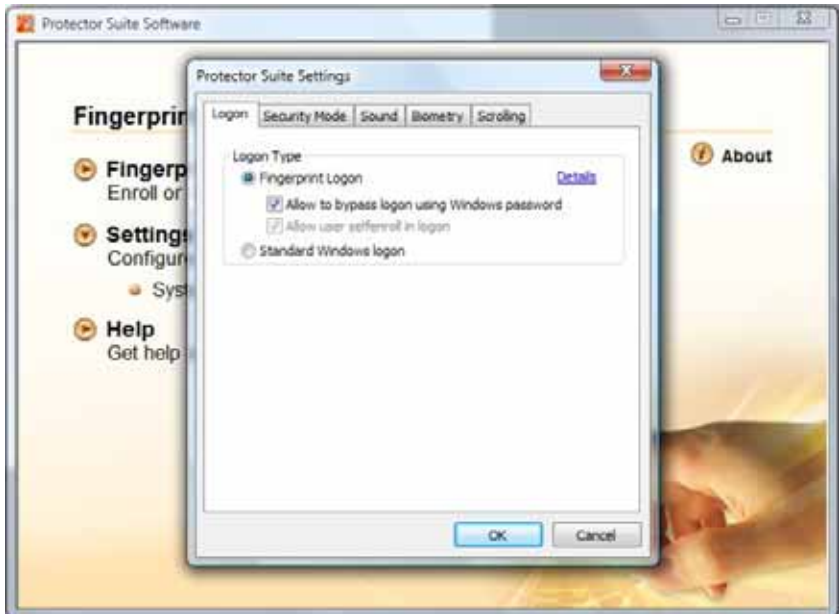 Protector Suite Software
Protector Suite Settings
Logon Security Mode Sound Biometry Scrolling
Logon Type
Fingerprint Logon Details
Allow to bypass logon using Windows password
Allow user selfenroll in logon
Standard Windows logon
OK Cancel
Fingerprin
Fingerp
Enroll or
Settings
Configur
Syst
Help
Get help
About